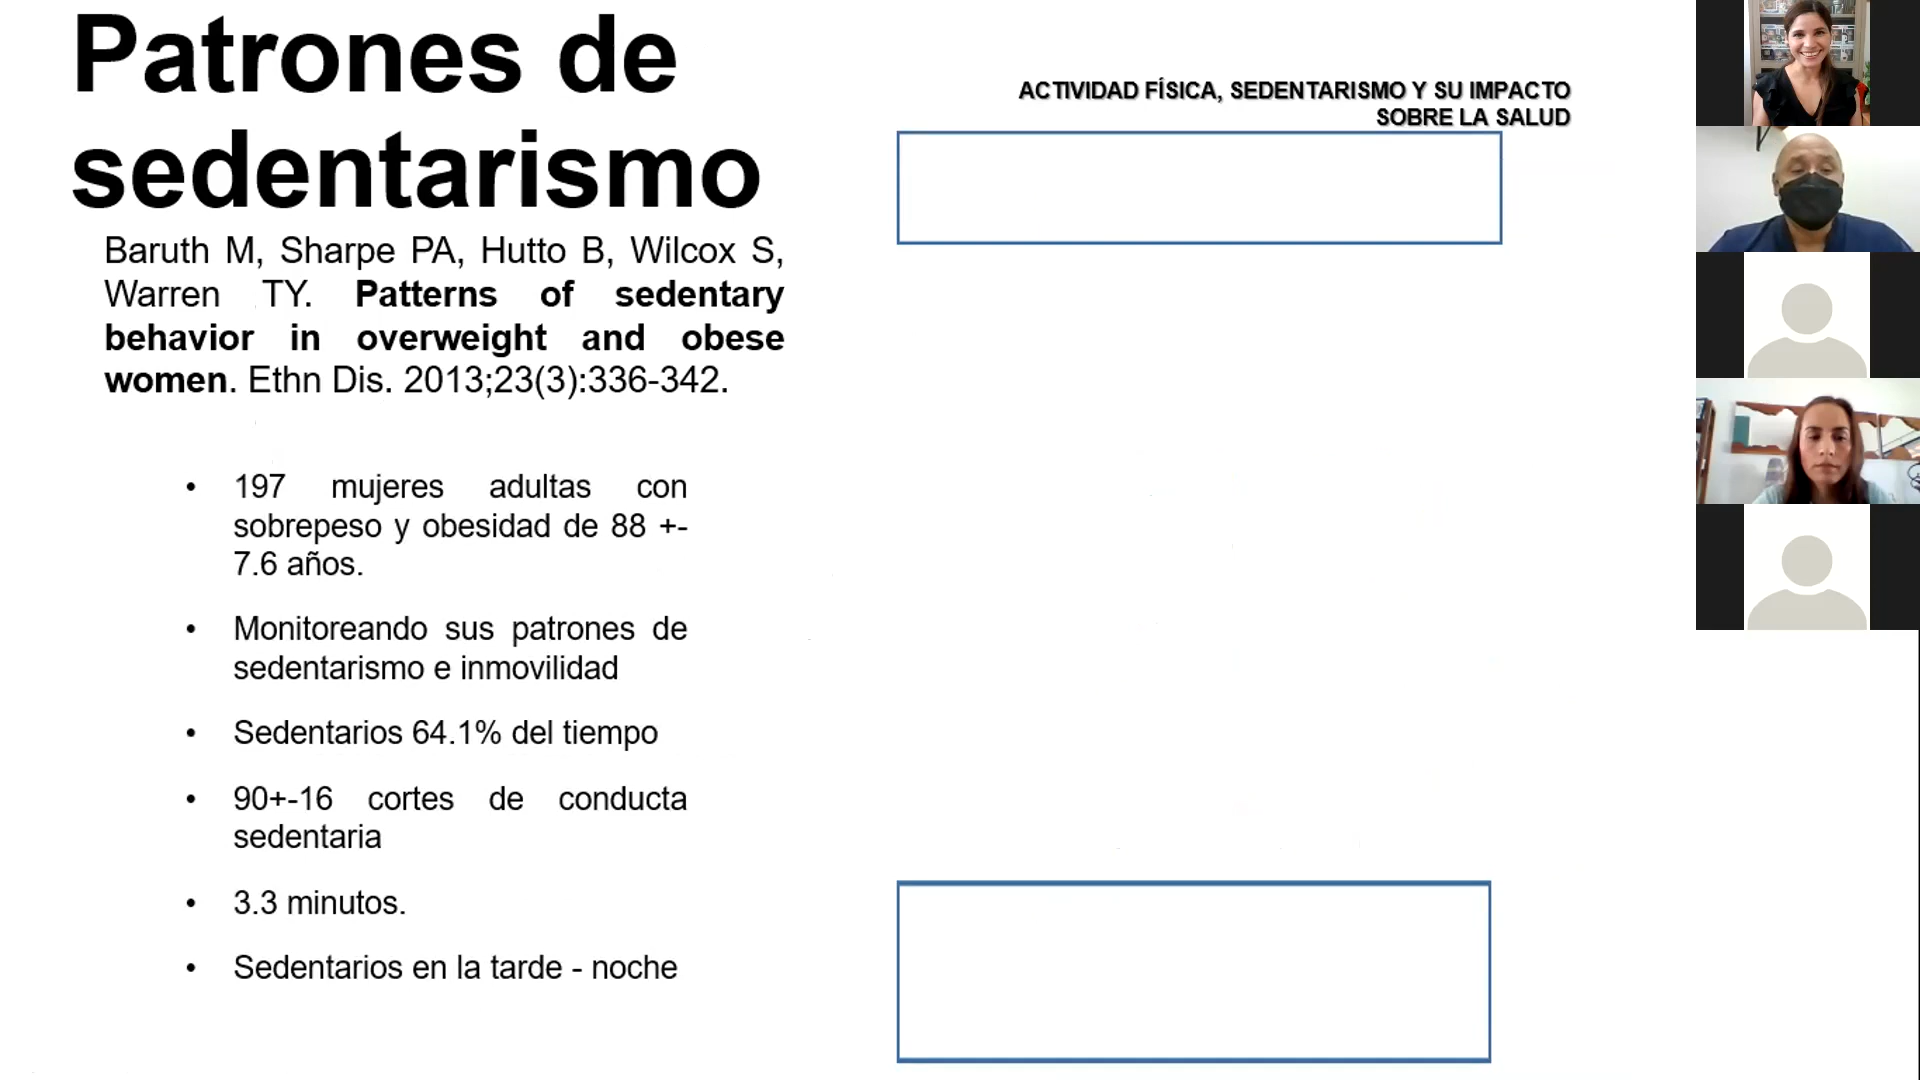 Patrones de
sedentarismo
ACTIVIDAD FÍSICA, SEDENTARISMO Y SU IMPACTO
SOBRE LA SALUD
Baruth M, Sharpe PA, Hutto B, Wilcox S,
Warren TY. Patterns of sedentary
behavior in overweight and obese
women. Ethn Dis. 2013;23(3):336-342.
• 197 mujeres adultas con
sobrepeso y obesidad de 88 +-
7.6 años.
• Monitoreando sus patrones de
sedentarismo e inmovilidad
• Sedentarios 64.1% del tiempo
• 90+-16 cortes de conducta
sedentaria
• 3.3 minutos.
• Sedentarios en la tarde - noche